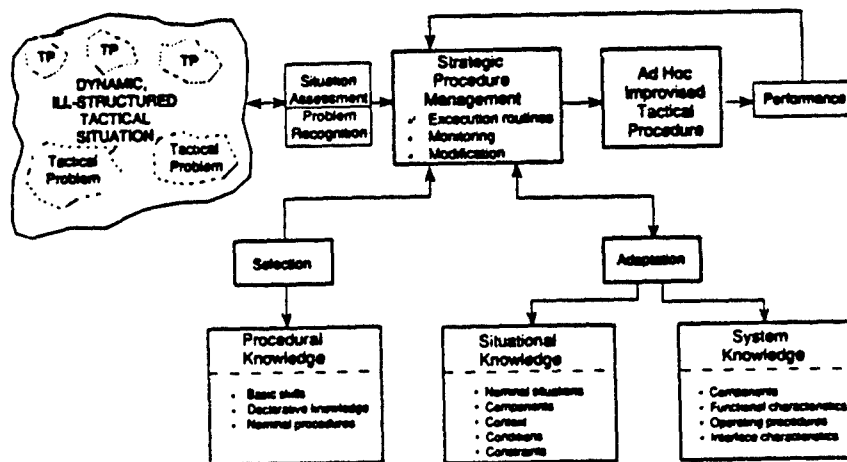 TP
TP
TP
DYNAMIC,
ILL-STRUCTURED
TACTICAL
SITUATION
Tactical
Problem
Tactical
Problem
Situation
Assessment
Problem
Recognition
Strategic
Procedure
Management
Excecution routines
• Monitoring
• Modification
Ad Hoc
Improvised
Tactical
Procedure
Performance
Selection
Adaptation
Procedural
Knowledge
• Basic skills
• Declarative knowledge
• Nominal procedures
Situational
Knowledge
• Nominal situations
• Components
• Context
• Conditions
• Constraints
System
Knowledge
• Components
• Functional characteristics
• Operating procedures
• Interface characteristics